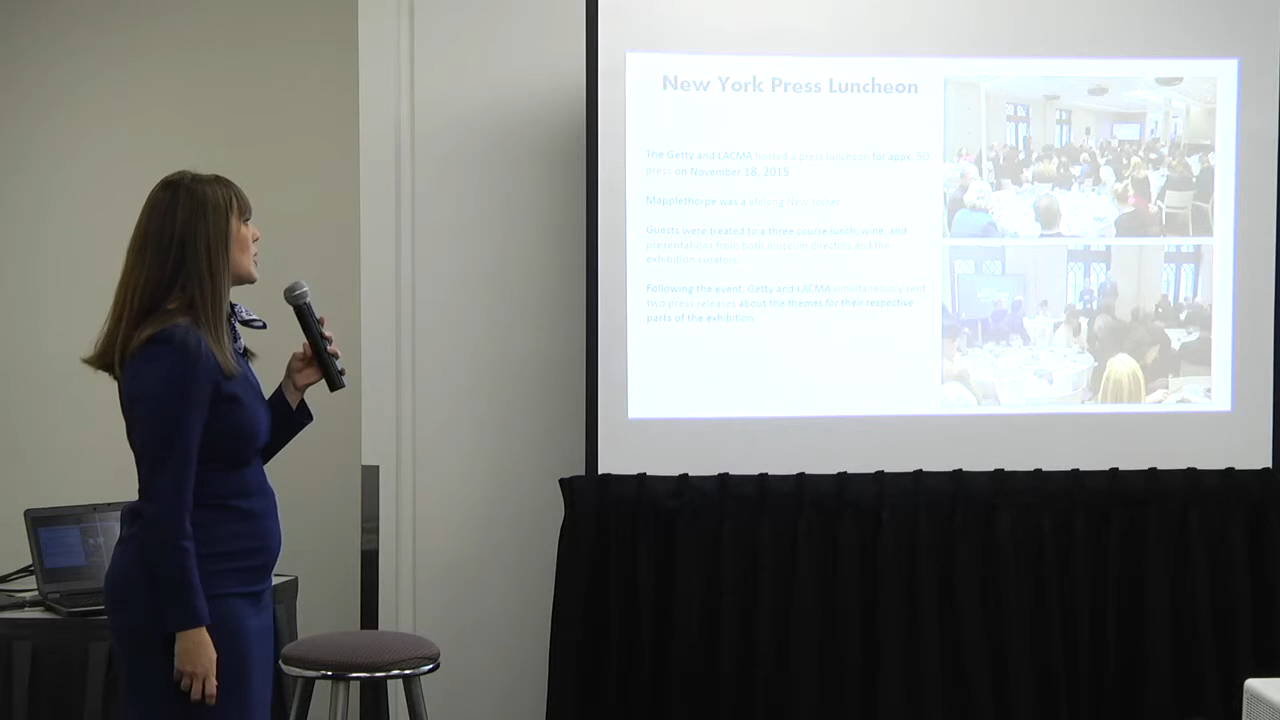 New York Press Luncheon
The Getty and LACMA hosted a press luncheon for appx. 50
press on November 18, 2015
Mapplethorpe was a lifelong New Yorker.
Guests were treated to a three course lunch, wine, and
presentations from both museum directors and the
exhibition curators.
Following the event, Getty and LACMA simultaneously sent
two press releases about the themes for their respective
parts of the exhibition.